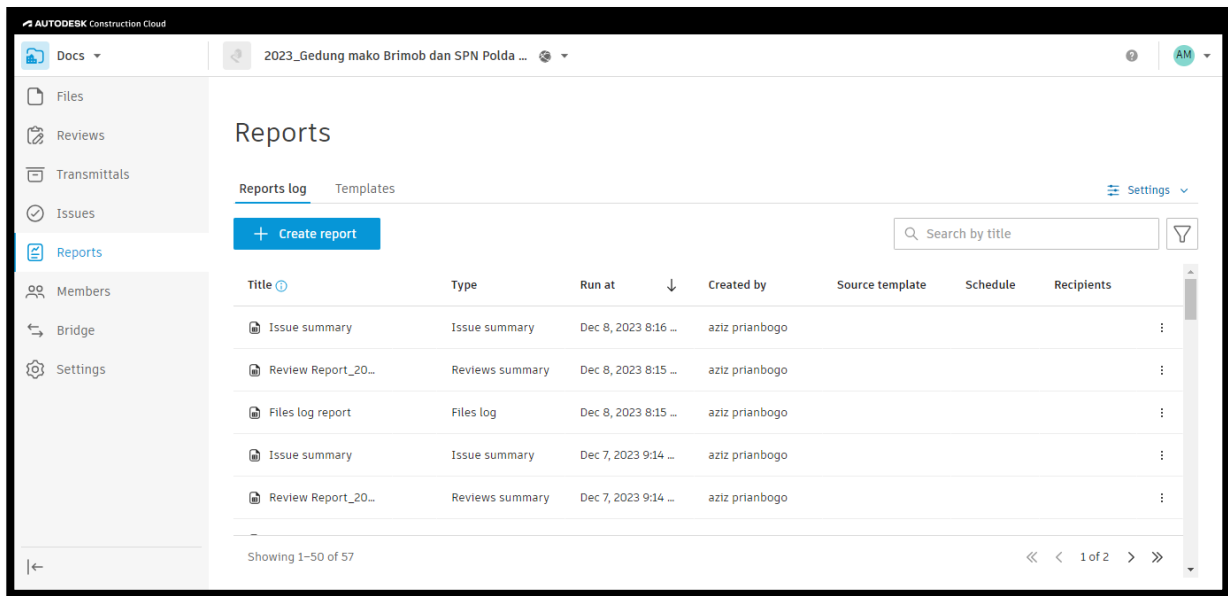 AUTODESK Construction Cloud
Docs
2023_Gedung mako Brimob dan SPN Polda ...
AM
Files
Reviews
Transmittals
Issues
Reports
Members
Bridge
Settings
Reports
Reports log Templates Settings
+ Create report Search by title
Title Type Run at Created by Source template Schedule Recipients
Issue summary Issue summary Dec 8, 2023 8:16 ... aziz prianbogo
Review Report_20... Reviews summary Dec 8, 2023 8:15 ... aziz prianbogo
Files log report Files log Dec 8, 2023 8:15 ... aziz prianbogo
Issue summary Issue summary Dec 7, 2023 9:14 ... aziz prianbogo
Review Report_20... Reviews summary Dec 7, 2023 9:14 ... aziz prianbogo
Showing 1–50 of 57 1 of 2